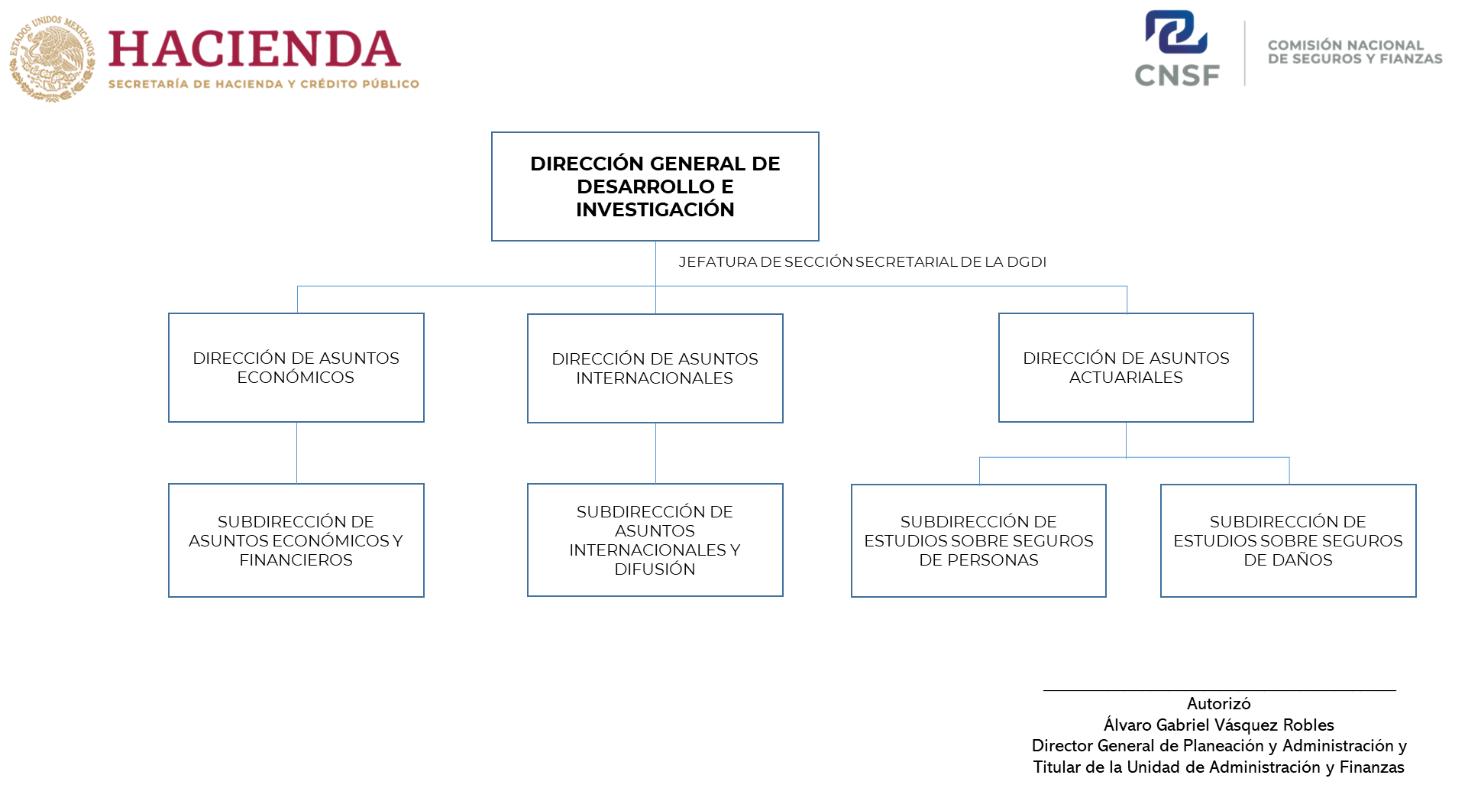 ESTADOS UNIDOS MEXICANOS
HACIENDA
SECRETARÍA DE HACIENDA Y CRÉDITO PÚBLICO
CNSF
COMISIÓN NACIONAL
DE SEGUROS Y FIANZAS
DIRECCIÓN GENERAL DE
DESARROLLO E
INVESTIGACIÓN
JEFATURA DE SECCIÓN SECRETARIAL DE LA DGDI
DIRECCIÓN DE ASUNTOS
ECONÓMICOS
DIRECCIÓN DE ASUNTOS
INTERNACIONALES
DIRECCIÓN DE ASUNTOS
ACTUARIALES
SUBDIRECCIÓN DE
ASUNTOS ECONÓMICOS Y
FINANCIEROS
SUBDIRECCIÓN DE
ASUNTOS
INTERNACIONALES Y
DIFUSIÓN
SUBDIRECCIÓN DE
ESTUDIOS SOBRE SEGUROS
DE PERSONAS
SUBDIRECCIÓN DE
ESTUDIOS SOBRE SEGUROS
DE DAÑOS
Autorizó
Álvaro Gabriel Vásquez Robles
Director General de Planeación y Administración y
Titular de la Unidad de Administración y Finanzas